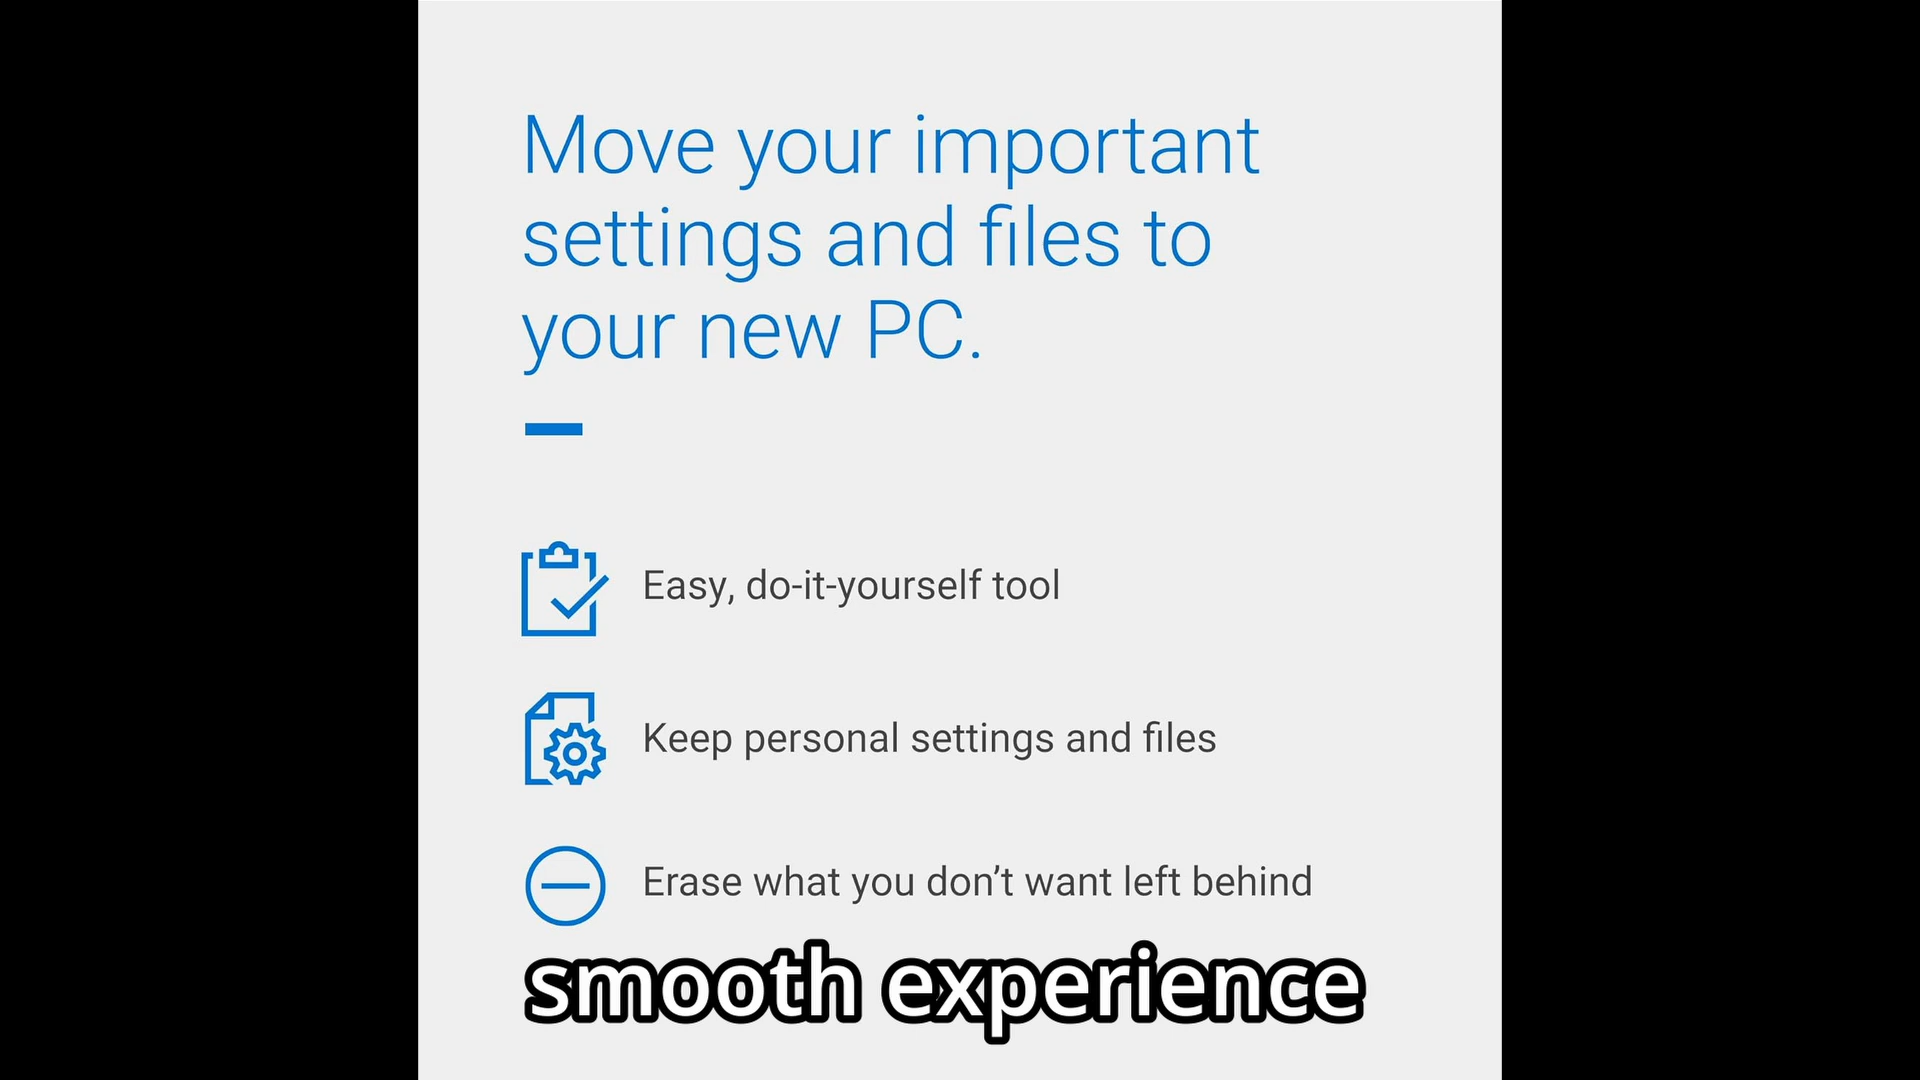 Move your important
settings and files to
your new PC.
Easy, do-it-yourself tool
Keep personal settings and files
Erase what you don’t want left behind
smooth experience